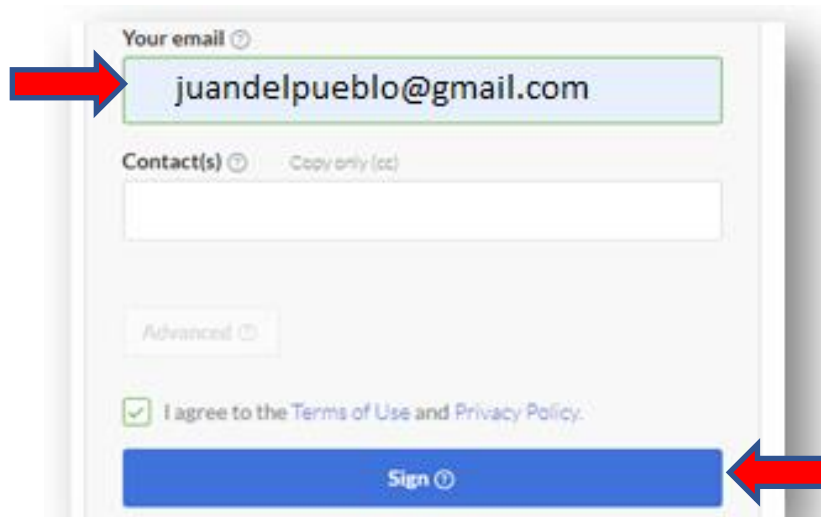 Your email
juandelpueblo@gmail.com
Contact(s) Copy only (cc)
Advanced
I agree to the Terms of Use and Privacy Policy.
Sign